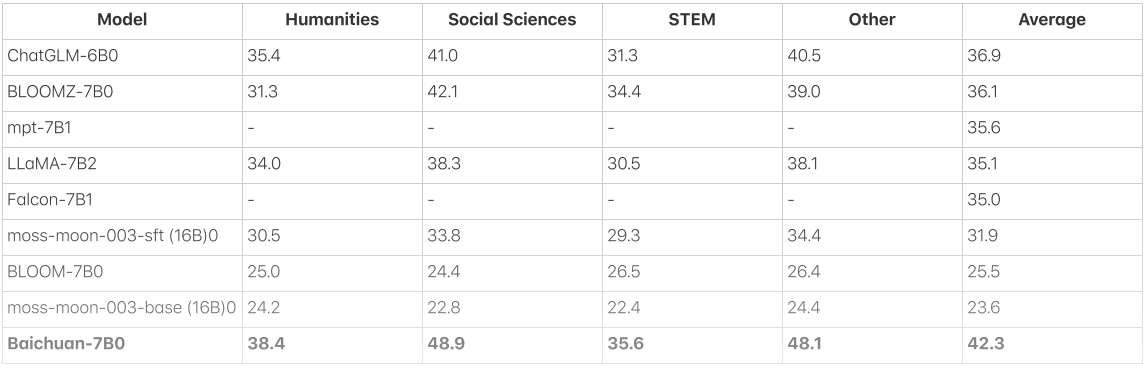 Model Humanities Social Sciences STEM Other Average
ChatGLM-6B0 35.4 41.0 31.3 40.5 36.9
BLOOMZ-7B0 31.3 42.1 34.4 39.0 36.1
mpt-7B1 - - - - 35.6
LLaMA-7B2 34.0 38.3 30.5 38.1 35.1
Falcon-7B1 - - - - 35.0
moss-moon-003-sft (16B)0 30.5 33.8 29.3 34.4 31.9
BLOOM-7B0 25.0 24.4 26.5 26.4 25.5
moss-moon-003-base (16B)0 24.2 22.8 22.4 24.4 23.6
Baichuan-7B0 38.4 48.9 35.6 48.1 42.3